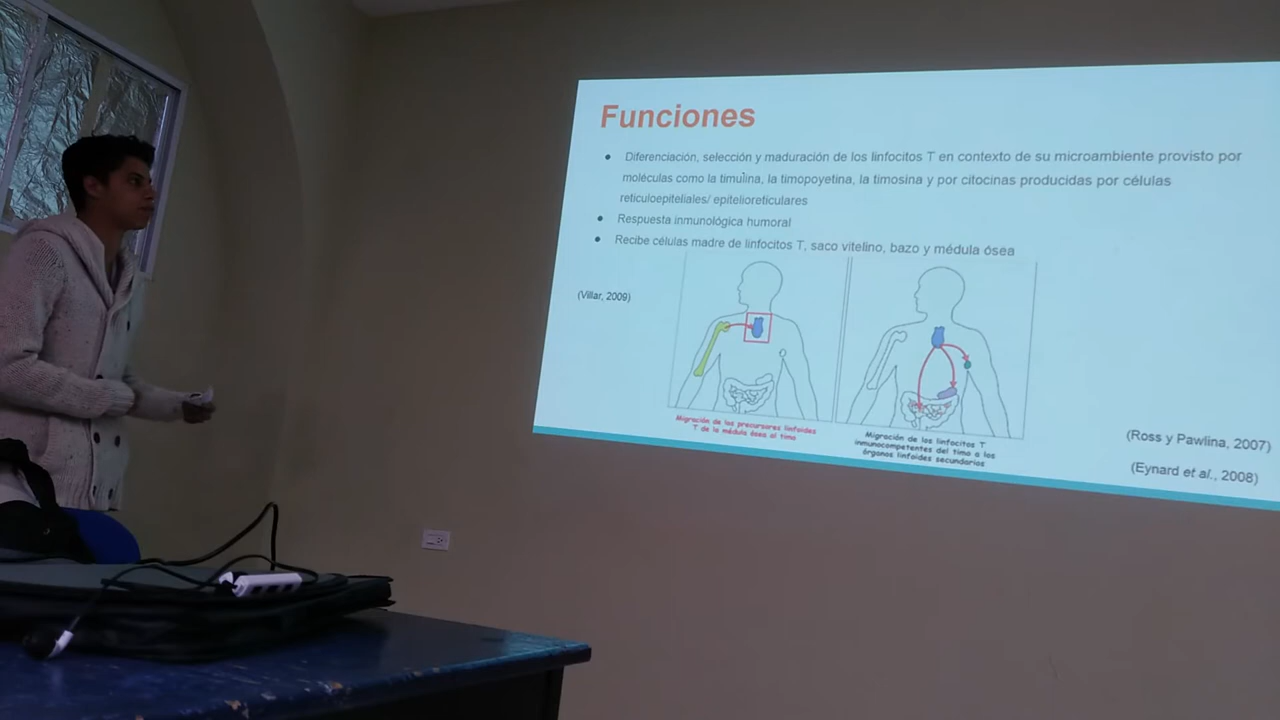 Funciones
Diferenciación, selección y maduración de los linfocitos T en contexto de su microambiente provisto por
moléculas como la timulina, la timopoyetina, la timosina y por citocinas producidas por células
reticuloepiteliales/ epitelioreticulares
Respuesta inmunológica humoral
Recibe células madre de linfocitos T, saco vitelino, bazo y médula ósea
(Villar, 2009)
Migración de los precursores linfoides
T de la médula ósea al timo
Migración de los linfocitos T
inmunocompetentes del timo a los
órganos linfoides secundarios
(Ross y Pawlina, 2007)
(Eynard et al., 2008)